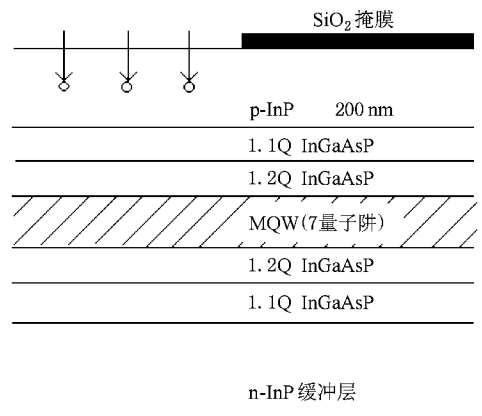 SiO₂掩膜
p-InP 200 nm
1. 1Q InGaAsP
1. 2Q InGaAsP
MQW(7量子阱)
1. 2Q InGaAsP
1. 1Q InGaAsP
n-InP缓冲层